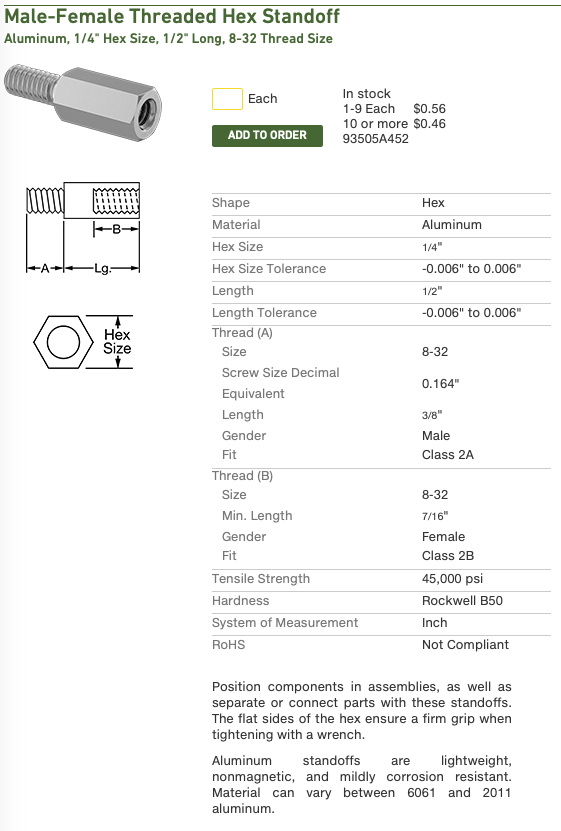 Male-Female Threaded Hex Standoff
Aluminum, 1/4" Hex Size, 1/2" Long, 8-32 Thread Size
Each
ADD TO ORDER
In stock
1-9 Each $0.56
10 or more $0.46
93505A452
B
A
Lg.
Hex
Size
Shape Hex
Material Aluminum
Hex Size 1/4"
Hex Size Tolerance -0.006" to 0.006"
Length 1/2"
Length Tolerance -0.006" to 0.006"
Thread (A)
Size 8-32
Screw Size Decimal
Equivalent 0.164"
Length 3/8"
Gender Male
Fit Class 2A
Thread (B)
Size 8-32
Min. Length 7/16"
Gender Female
Fit Class 2B
Tensile Strength 45,000 psi
Hardness Rockwell B50
System of Measurement Inch
RoHS Not Compliant
Position components in assemblies, as well as
separate or connect parts with these standoffs.
The flat sides of the hex ensure a firm grip when
tightening with a wrench.
Aluminum standoffs are lightweight,
nonmagnetic, and mildly corrosion resistant.
Material can vary between 6061 and 2011
aluminum.